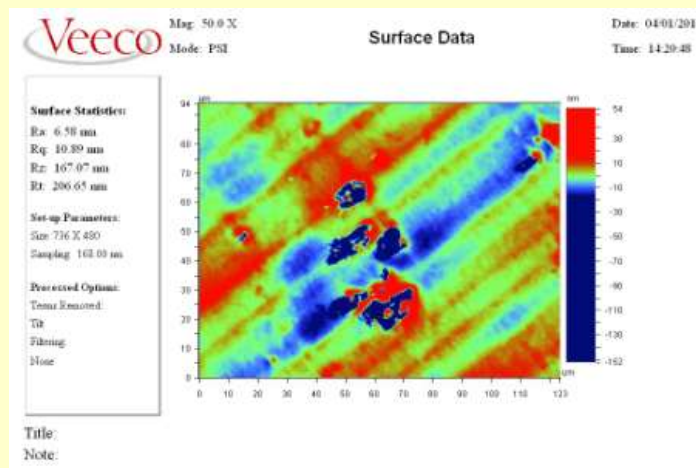 Veeco
Mag: 50.0 X
Mode: PSI
Surface Data
Date: 04/01/201
Time: 14:20:48
Surface Statistics:
Ra: 6.58 nm
Rq: 10.89 nm
Rz: 167.07 nm
Rt: 206.65 nm
Set-up Parameters:
Size: 736 X 480
Sampling: 168.00 nm
Processed Options:
Terms Removed:
Tilt
Filtering:
None
um
94
80
70
60
50
40
30
20
10
0
0 10 20 30 40 50 60 70 80 90 100 110 123
um
nm
54
30
10
-10
-30
-50
-70
-90
-110
-130
-152
Title:
Note: